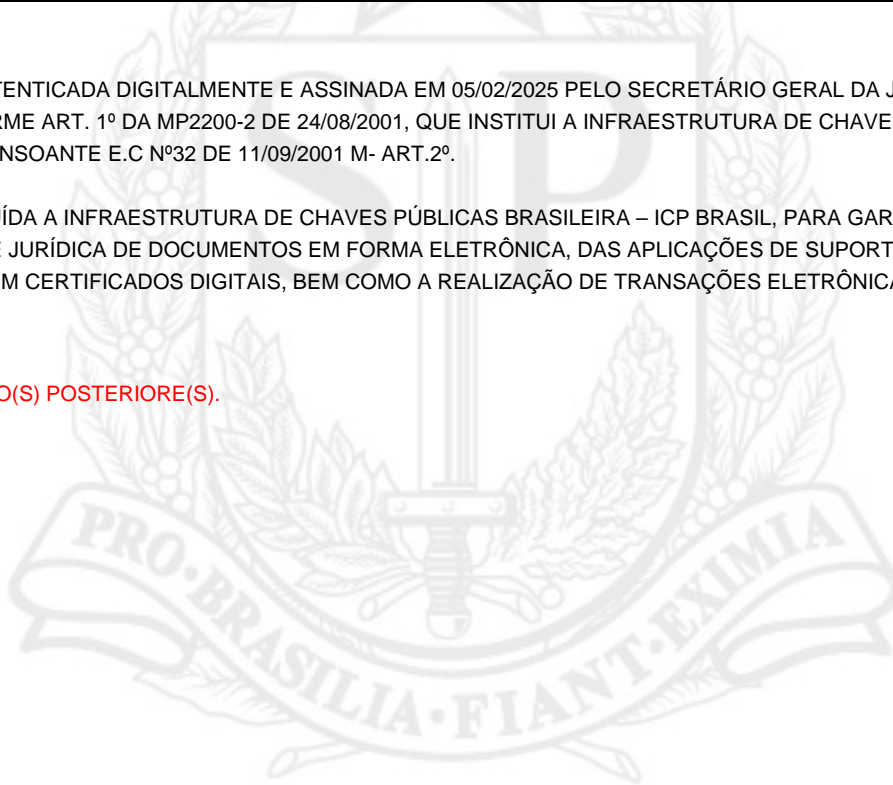 TENTICADA DIGITALMENTE E ASSINADA EM 05/02/2025 PELO SECRETÁRIO GERAL DA J
RME ART. 1º DA MP2200-2 DE 24/08/2001, QUE INSTITUI A INFRAESTRUTURA DE CHAVE
NSOANTE E.C Nº32 DE 11/09/2001 M- ART.2º.
ÍDA A INFRAESTRUTURA DE CHAVES PÚBLICAS BRASILEIRA – ICP BRASIL, PARA GAR
E JURÍDICA DE DOCUMENTOS EM FORMA ELETRÔNICA, DAS APLICAÇÕES DE SUPORT
M CERTIFICADOS DIGITAIS, BEM COMO A REALIZAÇÃO DE TRANSAÇÕES ELETRÔNICA
O(S) POSTERIORE(S).
SP
PRO·BRASILIA·FIANT·EXIMIA